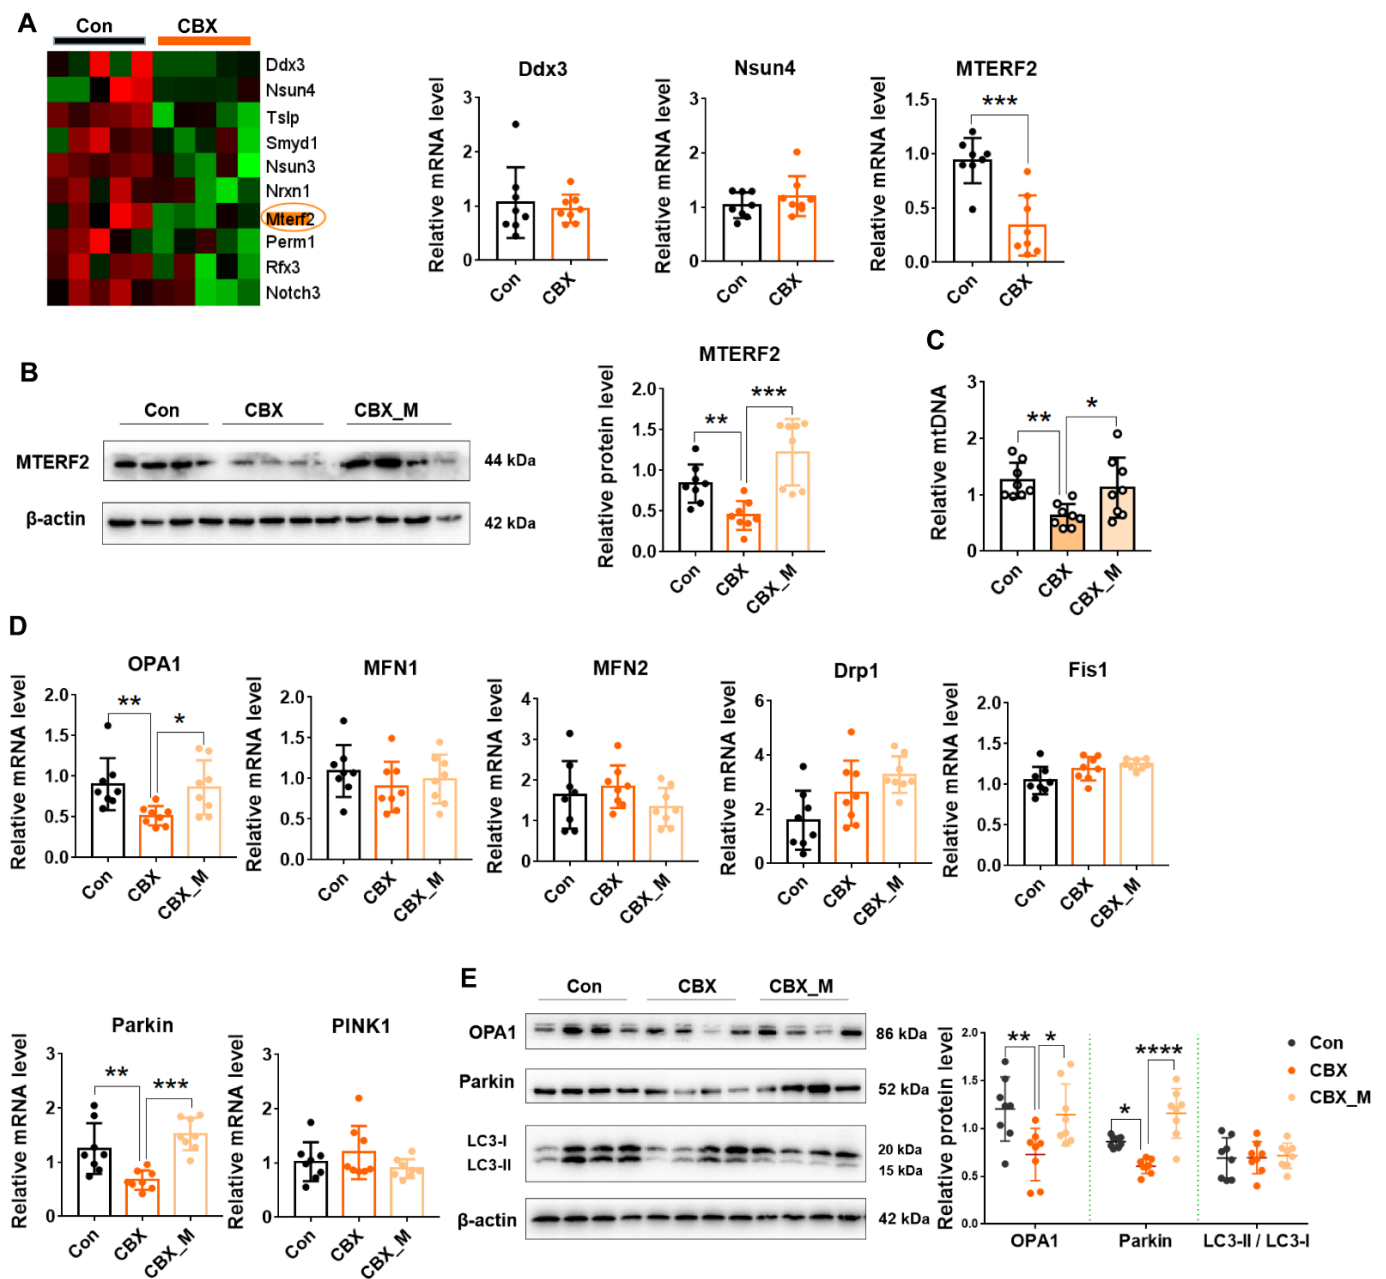 A
Con
CBX
Ddx3
Nsun4
Tslp
Smyd1
Nsun3
Nrxn1
Mterf2
Perm1
Rfx3
Notch3
Ddx3
Relative mRNA level
3
2
1
0
Con
CBX
Nsun4
Relative mRNA level
3
2
1
0
Con
CBX
MTERF2
Relative mRNA level
1.5
1.0
0.5
0.0
***
Con
CBX
B
Con
CBX
CBX_M
MTERF2
44 kDa
β-actin
42 kDa
MTERF2
Relative protein level
2.0
1.5
1.0
0.5
0.0
**
***
Con
CBX
CBX_M
C
Relative mtDNA
3
2
1
0
**
*
Con
CBX
CBX_M
D
OPA1
Relative mRNA level
2.0
1.5
1.0
0.5
0.0
**
*
Con
CBX
CBX_M
MFN1
Relative mRNA level
2.0
1.5
1.0
0.5
0.0
Con
CBX
CBX_M
MFN2
Relative mRNA level
4
3
2
1
0
Con
CBX
CBX_M
Drp1
Relative mRNA level
6
4
2
0
Con
CBX
CBX_M
Fis1
Relative mRNA level
2.0
1.5
1.0
0.5
0.0
Con
CBX
CBX_M
Parkin
Relative mRNA level
3
2
1
0
**
***
Con
CBX
CBX_M
PINK1
Relative mRNA level
3
2
1
0
Con
CBX
CBX_M
E
Con
CBX
CBX_M
OPA1
86 kDa
Parkin
52 kDa
LC3-I
20 kDa
LC3-II
15 kDa
β-actin
42 kDa
Relative protein level
2.0
1.5
1.0
0.5
0.0
**
*
*
****
OPA1
Parkin
LC3-II / LC3-I
Con
CBX
CBX_M